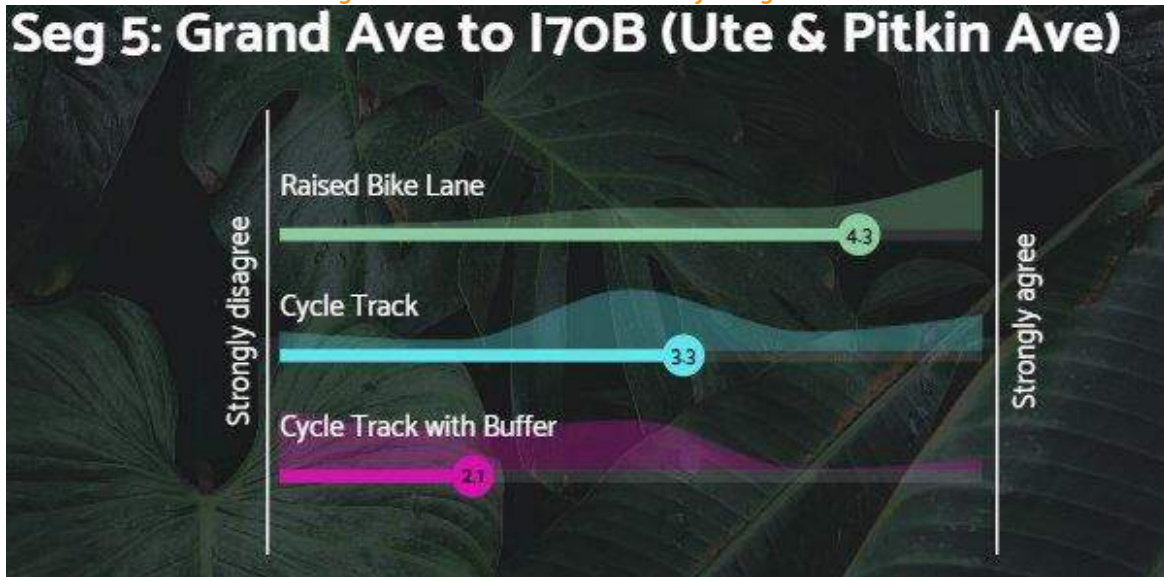 Seg 5: Grand Ave to I70B (Ute & Pitkin Ave)
Strongly disagree
Raised Bike Lane
4.3
Cycle Track
3.3
Cycle Track with Buffer
2.1
Strongly agree